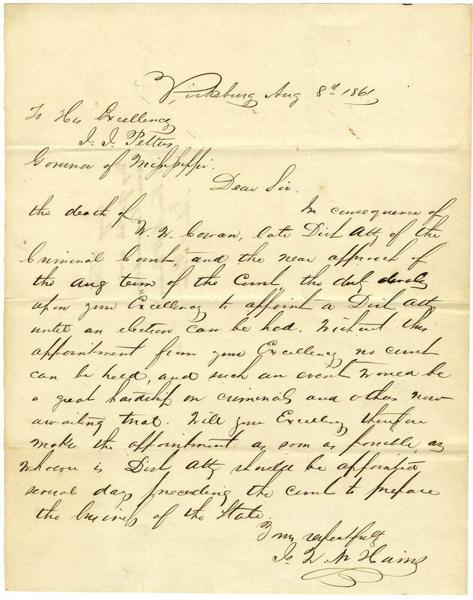 Vicksburg Aug 8th 1861
To His Excellency
J. J. Pettus
Governor of Mississippi.
Dear Sir.
In consequence of
the death of
W. W. Cowan, late Dist Atty of the
Criminal Court, and the near approach of
the Aug term of the Court, the duty devolves
upon your Excellency to appoint a Dist Atty
until an election can be had. Without this
appointment from your Excellency no court
can be held, and such an event would be
a great hardship on criminals and others now
awaiting trial. Will your Excellency therefore
make the appointment as soon as possible, as
whoever is Dist Atty should be appointed
several days preceding the court to prepare
the business of the State.
Yours respectfully